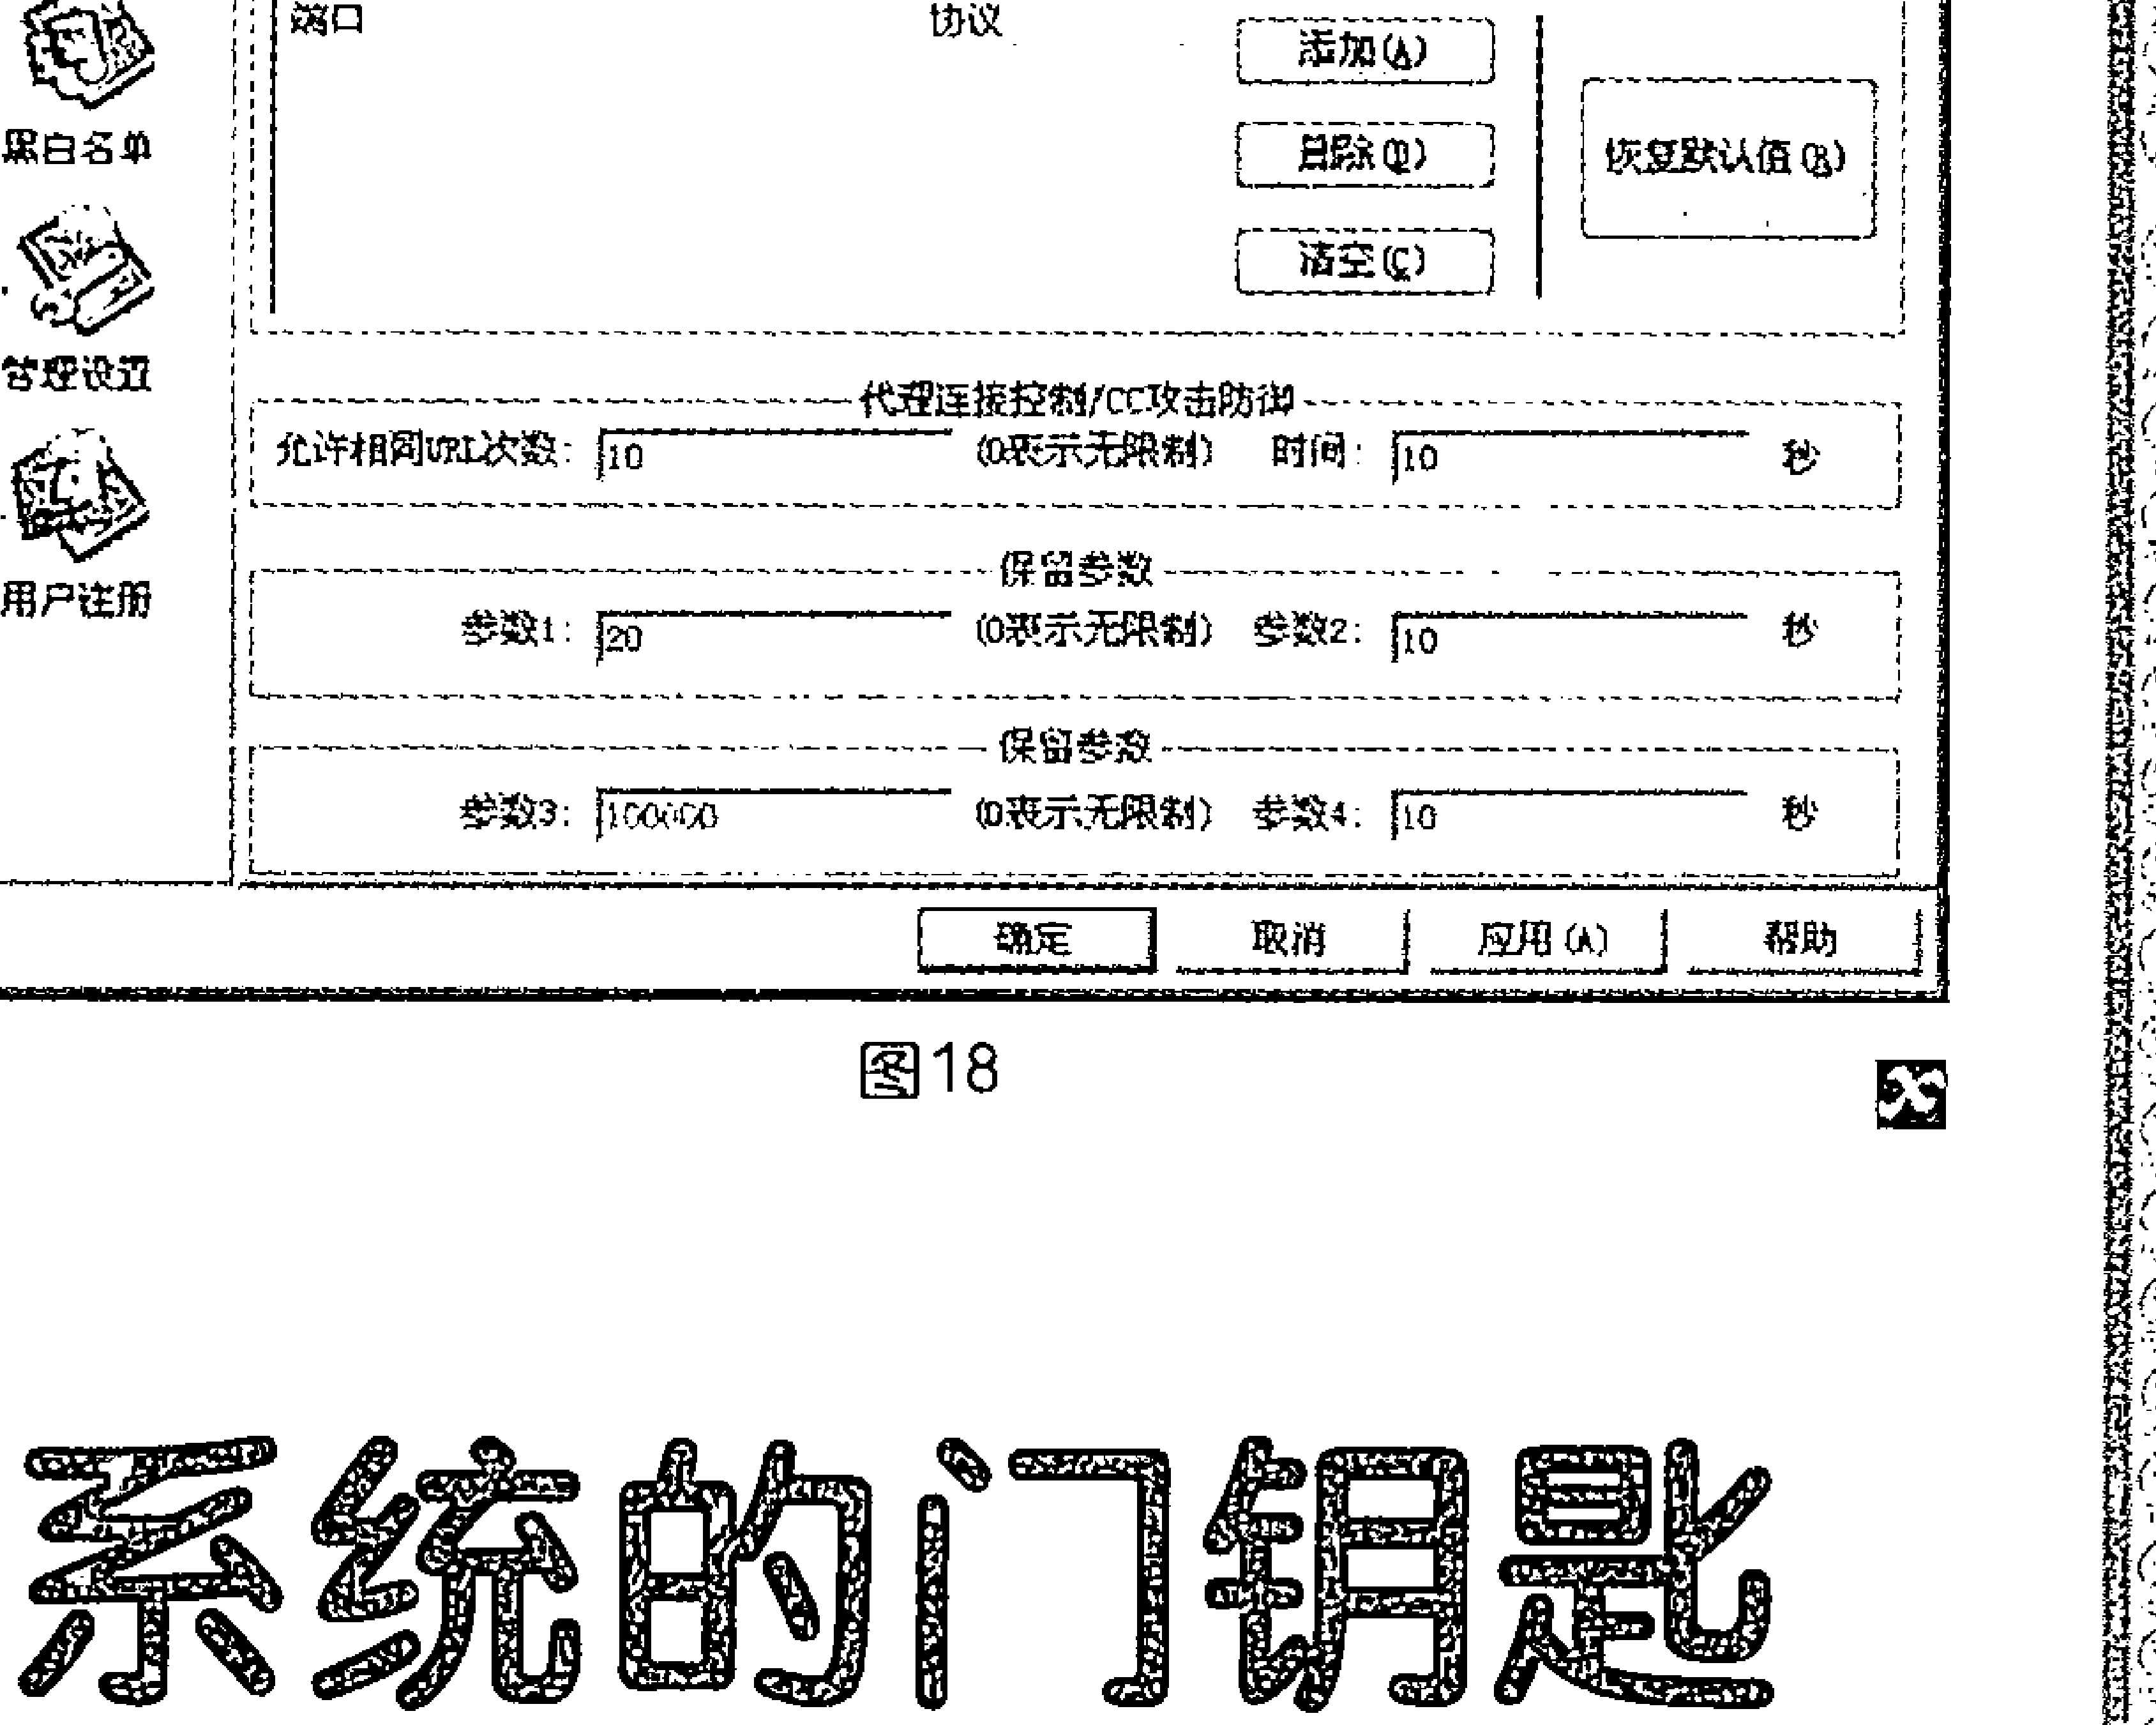 端口 协议
添加(A)
黑白名单
删除(D)
恢复默认值(R)
清空(C)
管理设置
代理连接控制/CC攻击防御
允许相同URL次数: 10 (0表示无限制) 时间: 10 秒
保留参数
用户注册
参数1: 20 (0表示无限制) 参数2: 10 秒
保留参数
参数3: 100000 (0表示无限制) 参数4: 10 秒
确定 取消 应用(A) 帮助
图18
系统的门钥匙